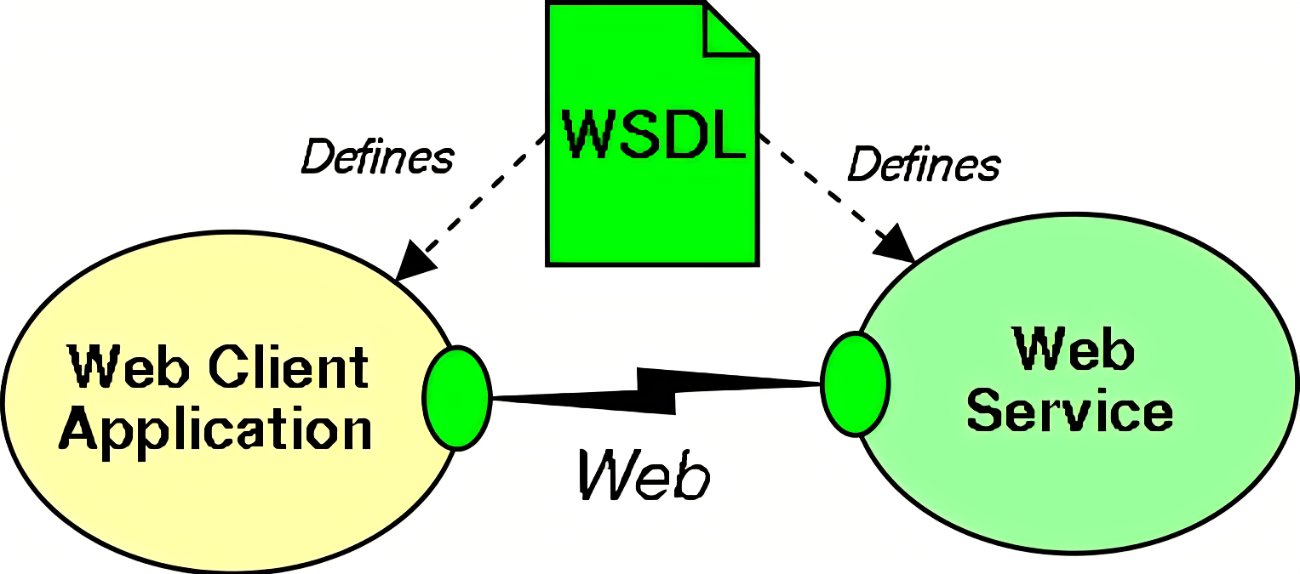 WSDL
Defines
Defines
Web Client
Application
Web
Service
Web